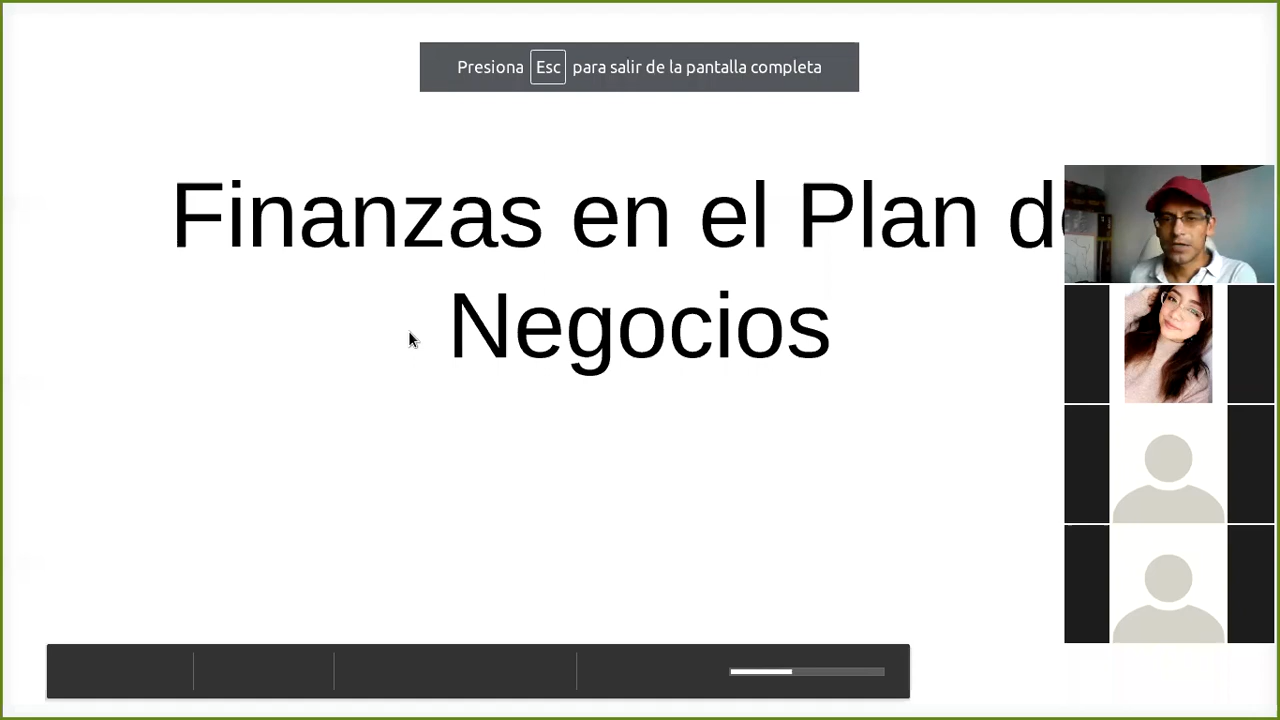 Presiona Esc para salir de la pantalla completa
Finanzas en el Plan de
Negocios